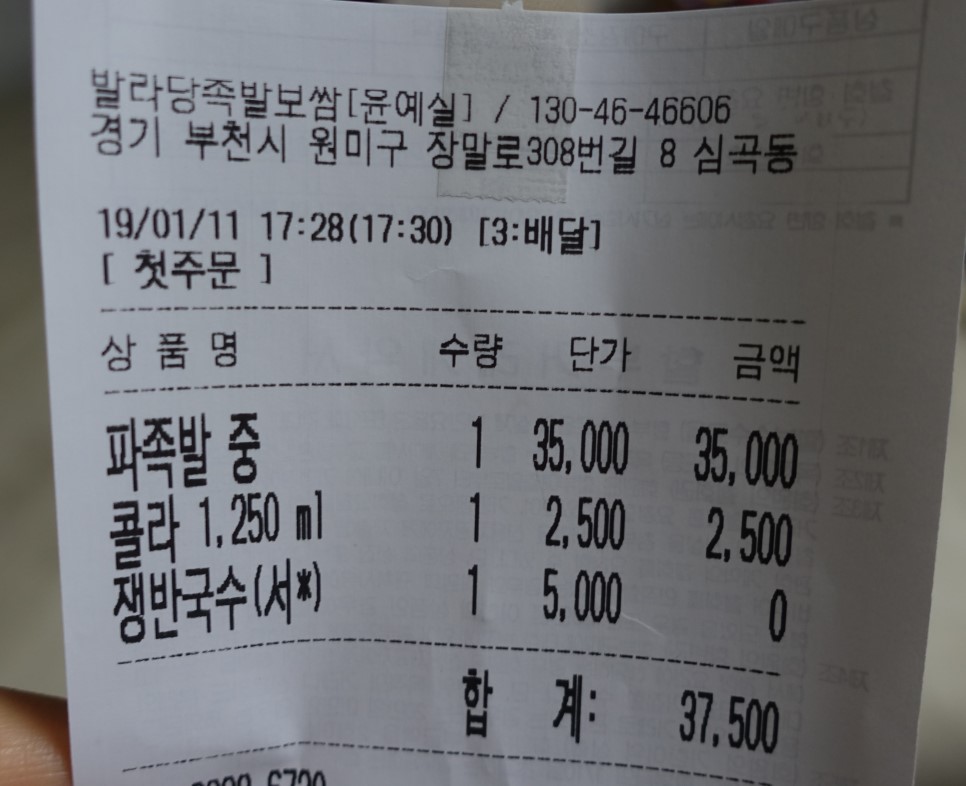 발라당족발보쌈[윤예실] / 130-46-46606
경기 부천시 원미구 장말로308번길 8 심곡동
19/01/11 17:28(17:30) [3:배달]
[ 첫주문 ]
상 품 명 수량 단가 금액
파족발 중 1 35,000 35,000
콜라 1,250 ml 1 2,500 2,500
쟁반국수(서*) 1 5,000 0
합 계: 37,500